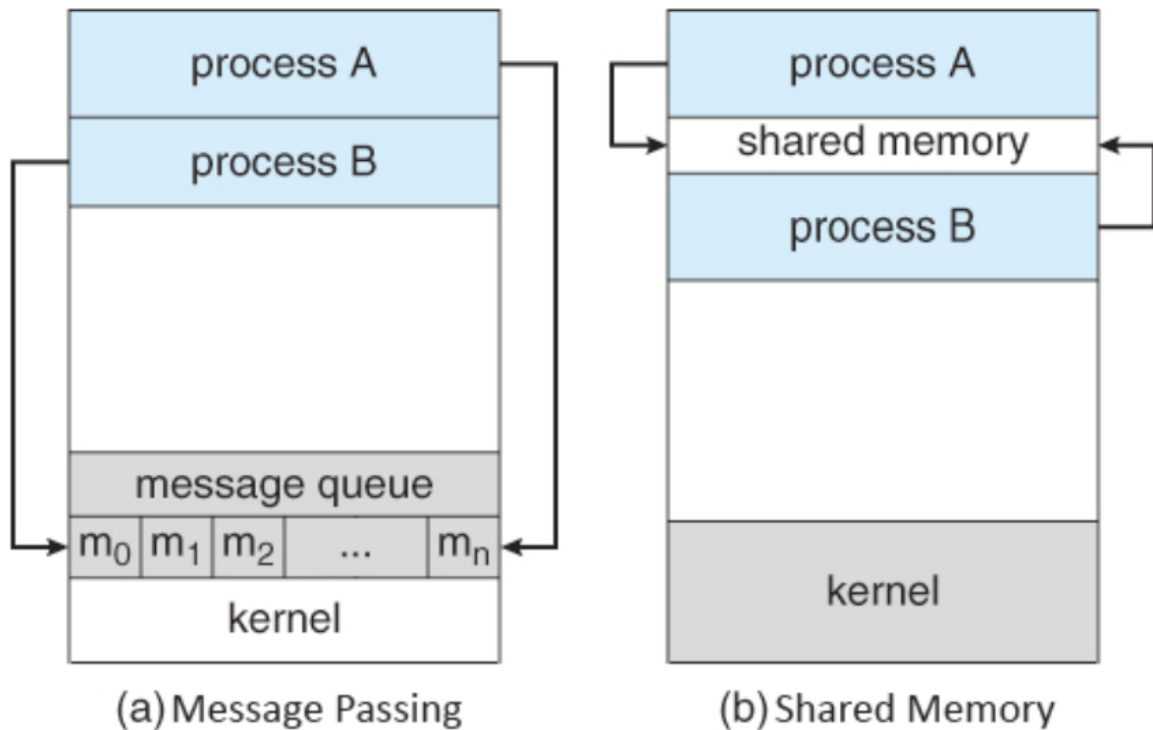 process A
process B
message queue
m₀ m₁ m₂ ... mₙ
kernel
(a) Message Passing
process A
shared memory
process B
kernel
(b) Shared Memory